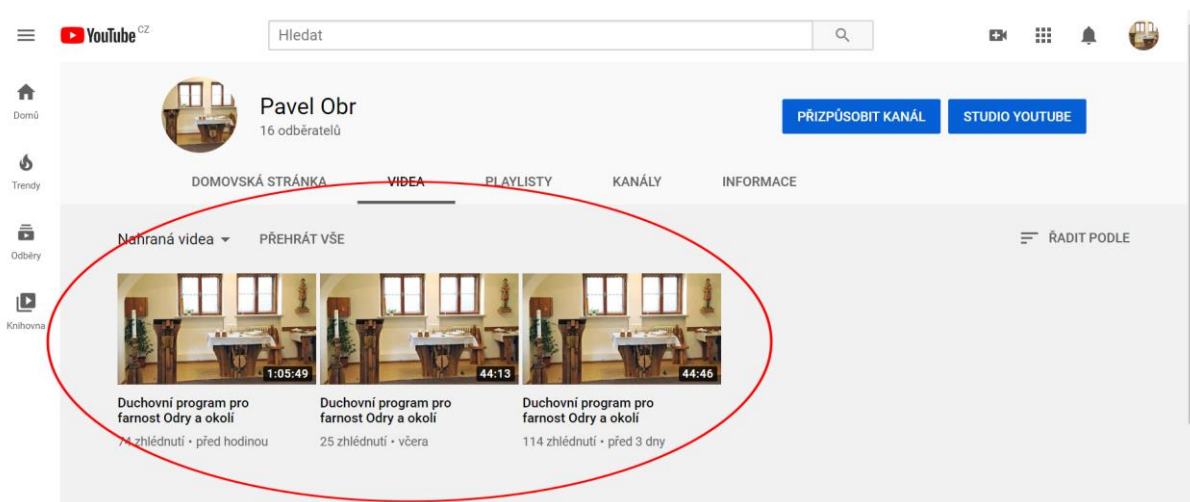 YouTube CZ
Hledat
Domů
Trendy
Odběry
Knihovna
Pavel Obr
16 odběratelů
PŘIZPŮSOBIT KANÁL
STUDIO YOUTUBE
DOMOVSKÁ STRÁNKA VIDEA PLAYLISTY KANÁLY INFORMACE
Nahraná videa PŘEHRÁT VŠE
ŘADIT PODLE
1:05:49
Duchovní program pro
farnost Odry a okolí
74 zhlédnutí • před hodinou
44:13
Duchovní program pro
farnost Odry a okolí
25 zhlédnutí • včera
44:46
Duchovní program pro
farnost Odry a okolí
114 zhlédnutí • před 3 dny